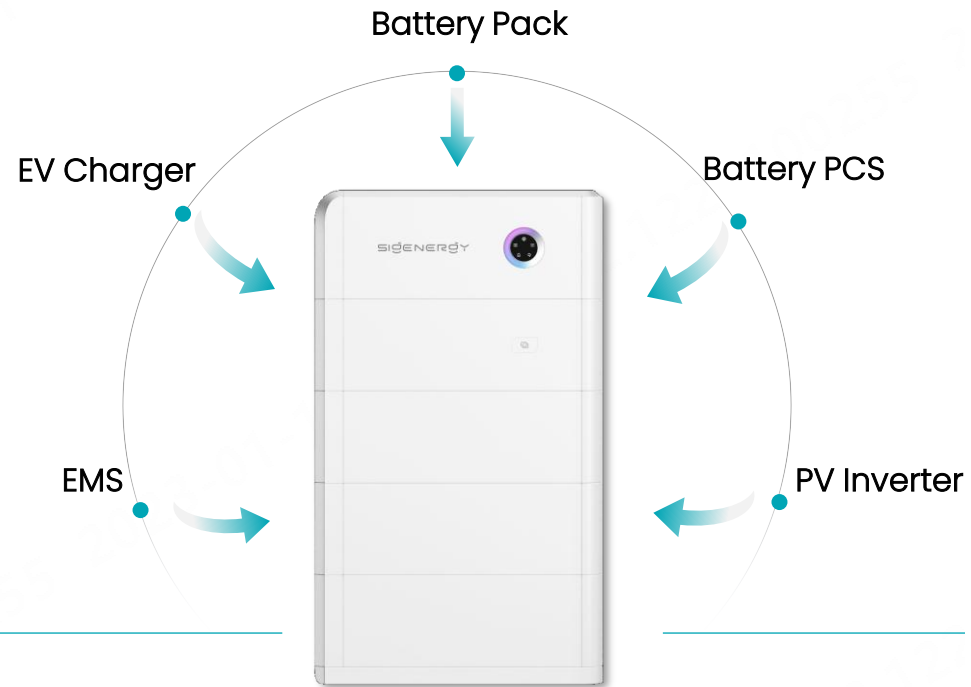 Battery Pack
EV Charger
Battery PCS
SIGENERGY
EMS
PV Inverter